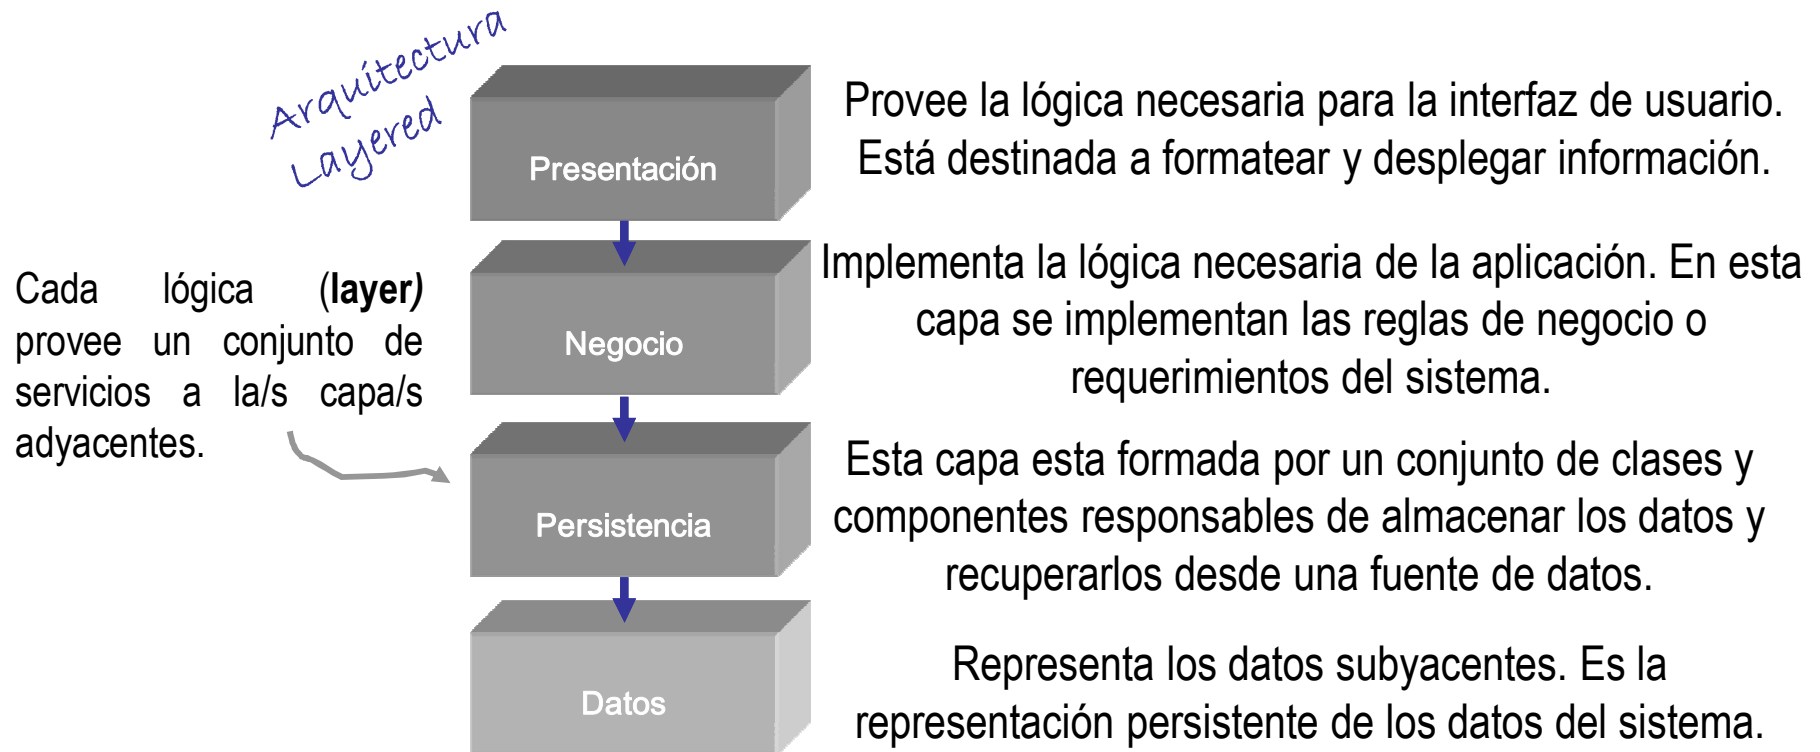 Arquitectura
Layered
Presentación
Provee la lógica necesaria para la interfaz de usuario.
Está destinada a formatear y desplegar información.
Cada lógica (layer)
provee un conjunto de
servicios a la/s capa/s
adyacentes.
Negocio
Implementa la lógica necesaria de la aplicación. En esta
capa se implementan las reglas de negocio o
requerimientos del sistema.
Persistencia
Esta capa esta formada por un conjunto de clases y
componentes responsables de almacenar los datos y
recuperarlos desde una fuente de datos.
Datos
Representa los datos subyacentes. Es la
representación persistente de los datos del sistema.